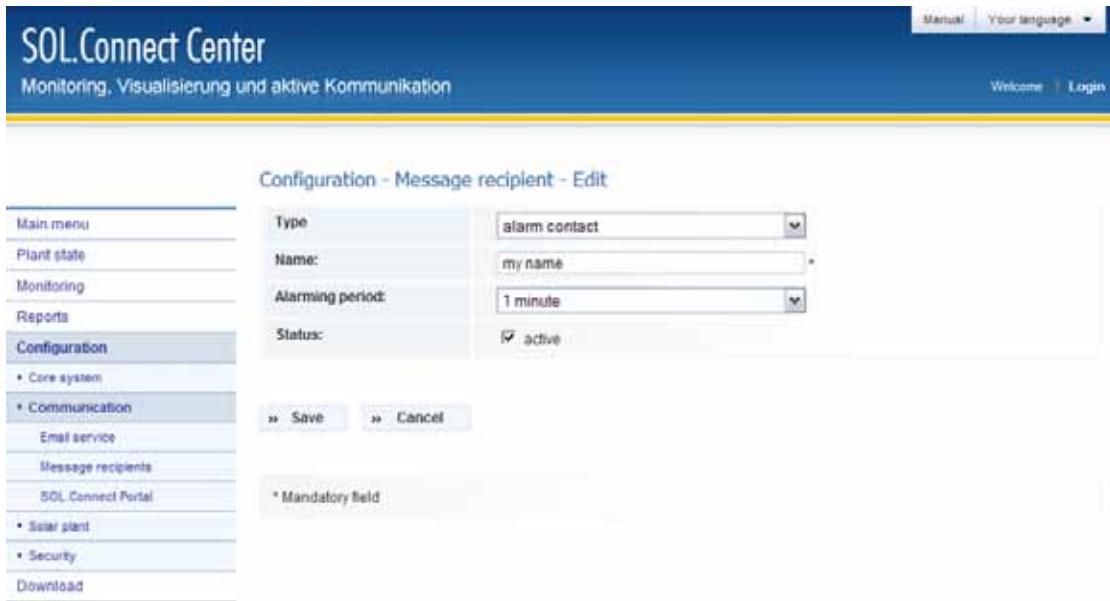 Manual Your language
SOL.Connect Center
Monitoring, Visualisierung und aktive Kommunikation
Welcome | Login
Configuration - Message recipient - Edit
Main menu
Plant state
Monitoring
Reports
Configuration
• Core system
• Communication
Email service
Message recipients
SOL.Connect Portal
• Solar plant
• Security
Download
Type alarm contact
Name: my name *
Alarming period: 1 minute
Status: active
» Save » Cancel
* Mandatory field